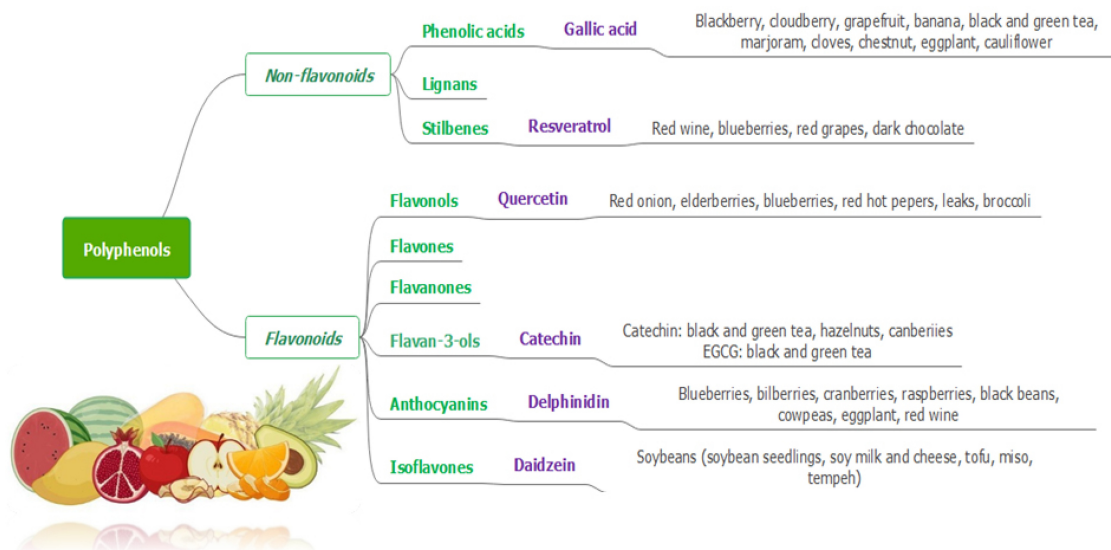 Polyphenols
Non-flavonoids
Phenolic acids
Gallic acid
Blackberry, cloudberry, grapefruit, banana, black and green tea,
marjoram, cloves, chestnut, eggplant, cauliflower
Lignans
Stilbenes
Resveratrol
Red wine, blueberries, red grapes, dark chocolate
Flavonoids
Flavonols
Quercetin
Red onion, elderberries, blueberries, red hot pepers, leaks, broccoli
Flavones
Flavanones
Flavan-3-ols
Catechin
Catechin: black and green tea, hazelnuts, canberiies
EGCG: black and green tea
Anthocyanins
Delphinidin
Blueberries, bilberries, cranberries, raspberries, black beans,
cowpeas, eggplant, red wine
Isoflavones
Daidzein
Soybeans (soybean seedlings, soy milk and cheese, tofu, miso,
tempeh)